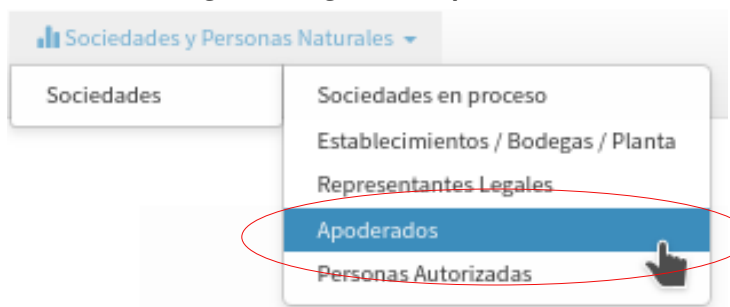 Sociedades y Personas Naturales
Sociedades
Sociedades en proceso
Establecimientos / Bodegas / Planta
Representantes Legales
Apoderados
Personas Autorizadas